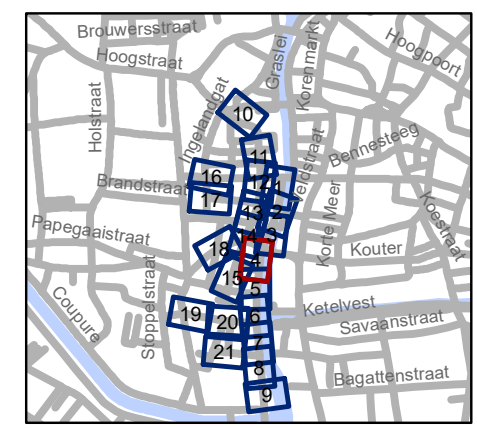 Brouwersstraat
Hoogstraat
Graslei
Korenmarkt
Hoogpoort
Holstraat
Ingelandgat
10
11
Bennesteeg
16
12
1
Brandstraat
17
13
2
Koestraat
Papegaaistraat
3
Korte Meer
18
14
4
Kouter
15
5
Coupure
Stoppelstraat
19
20
6
Ketelvest
Savaanstraat
21
7
8
Bagattenstraat
9